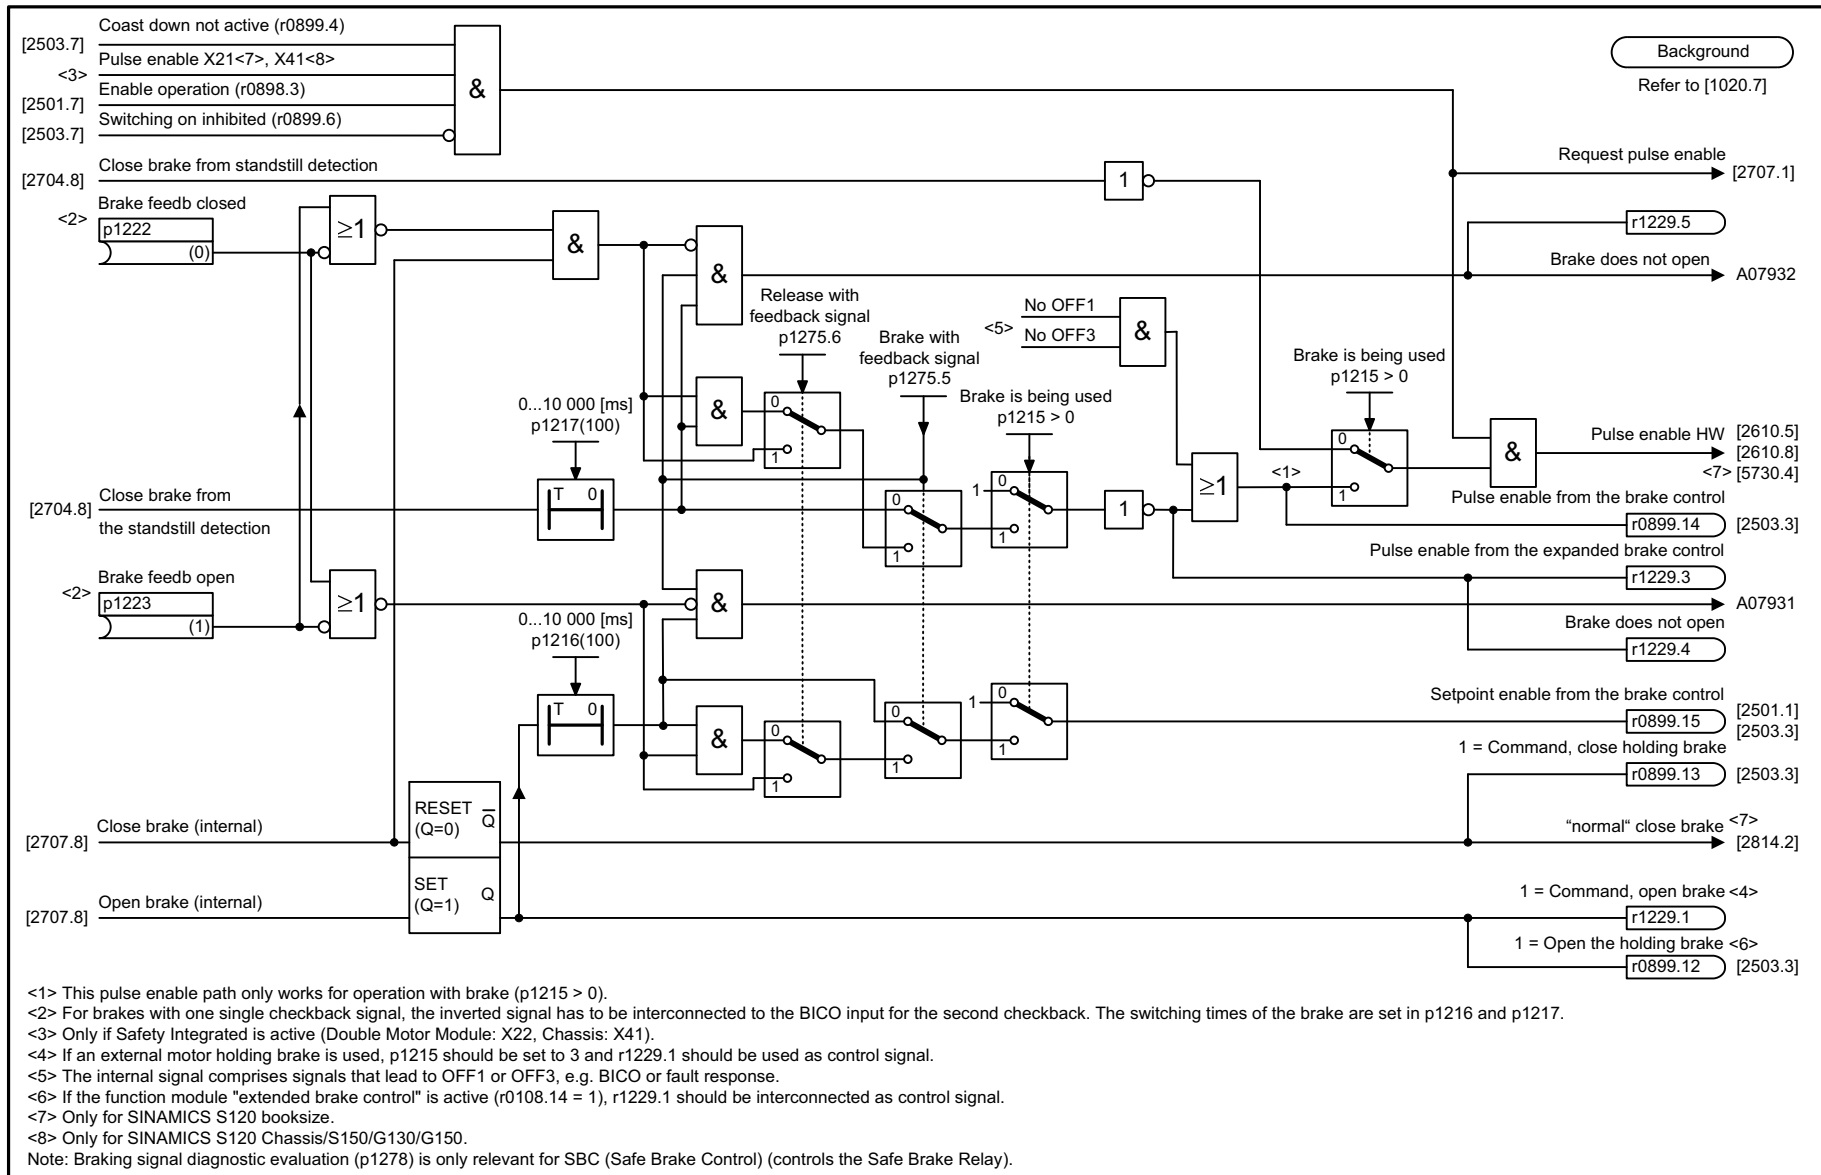 Coast down not active (r0899.4)
[2503.7]
Pulse enable X21<7>, X41<8>
<3>
Enable operation (r0898.3)
[2501.7]
Switching on inhibited (r0899.6)
[2503.7]
&
Background
Refer to [1020.7]
Close brake from standstill detection
[2704.8]
1
Request pulse enable
[2707.1]
Brake feedb closed
<2>
p1222
(0)
≥1
&
&
r1229.5
Brake does not open
A07932
Release with
feedback signal
p1275.6
No OFF1
<5>
No OFF3
&
Brake with
feedback signal
p1275.5
Brake is being used
p1215 > 0
Brake is being used
p1215 > 0
0...10 000 [ms]
p1217(100)
&
0
1
0
1
&
Pulse enable HW
[2610.5]
[2610.8]
<7> [5730.4]
Close brake from
[2704.8]
the standstill detection
T 0
0
1
1
0
1
1
≥1
<1>
Pulse enable from the brake control
r0899.14
[2503.3]
Pulse enable from the expanded brake control
r1229.3
Brake feedb open
<2>
p1223
(1)
≥1
&
A07931
Brake does not open
r1229.4
0...10 000 [ms]
p1216(100)
T 0
&
0
1
0
1
1
0
1
Setpoint enable from the brake control
r0899.15
[2501.1]
[2503.3]
1 = Command, close holding brake
r0899.13
[2503.3]
Close brake (internal)
[2707.8]
RESET
(Q=0)
Q̅
“normal“ close brake
<7>
[2814.2]
Open brake (internal)
[2707.8]
SET
(Q=1)
Q
1 = Command, open brake <4>
r1229.1
1 = Open the holding brake <6>
r0899.12
[2503.3]
<1> This pulse enable path only works for operation with brake (p1215 > 0).
<2> For brakes with one single checkback signal, the inverted signal has to be interconnected to the BICO input for the second checkback. The switching times of the brake are set in p1216 and p1217.
<3> Only if Safety Integrated is active (Double Motor Module: X22, Chassis: X41).
<4> If an external motor holding brake is used, p1215 should be set to 3 and r1229.1 should be used as control signal.
<5> The internal signal comprises signals that lead to OFF1 or OFF3, e.g. BICO or fault response.
<6> If the function module "extended brake control" is active (r0108.14 = 1), r1229.1 should be interconnected as control signal.
<7> Only for SINAMICS S120 booksize.
<8> Only for SINAMICS S120 Chassis/S150/G130/G150.
Note: Braking signal diagnostic evaluation (p1278) is only relevant for SBC (Safe Brake Control) (controls the Safe Brake Relay).